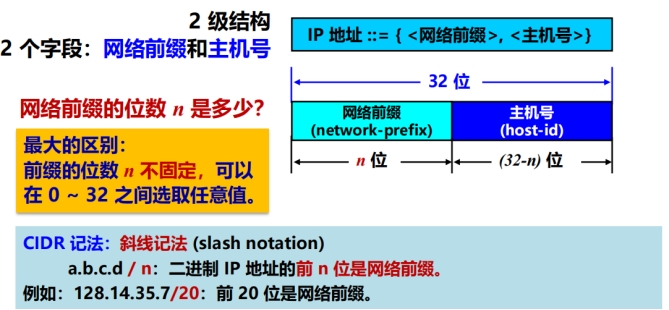 2 级结构
2 个字段：网络前缀和主机号
IP 地址 ::= { <网络前缀>, <主机号>}
32 位
网络前缀的位数 n 是多少？
网络前缀
(network-prefix)
主机号
(host-id)
n 位
(32-n) 位
最大的区别：
前缀的位数 n 不固定，可以
在 0 ~ 32 之间选取任意值。
CIDR 记法：斜线记法 (slash notation)
a.b.c.d / n：二进制 IP 地址的前 n 位是网络前缀。
例如：128.14.35.7/20：前 20 位是网络前缀。